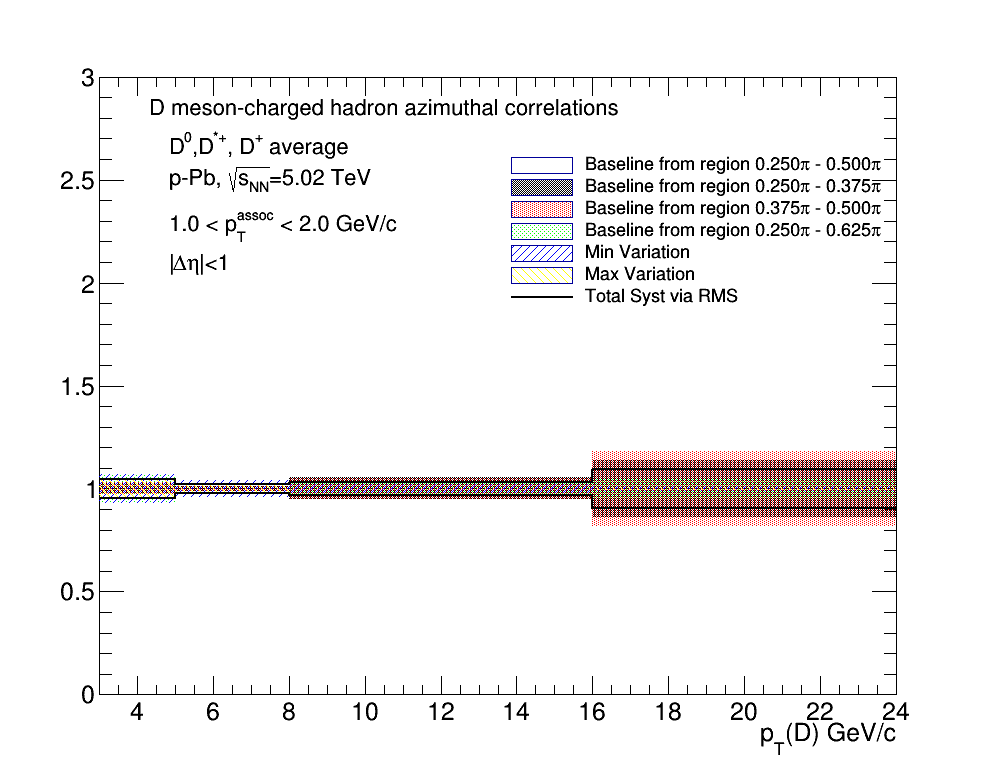 D meson-charged hadron azimuthal correlations
D⁰,D*⁺, D⁺ average
p-Pb, √sNN=5.02 TeV
1.0 < pTassoc < 2.0 GeV/c
|Δη|<1
Baseline from region 0.250π - 0.500π
Baseline from region 0.250π - 0.375π
Baseline from region 0.375π - 0.500π
Baseline from region 0.250π - 0.625π
Min Variation
Max Variation
Total Syst via RMS
3
2.5
2
1.5
1
0.5
0
4 6 8 10 12 14 16 18 20 22 24
pT(D) GeV/c